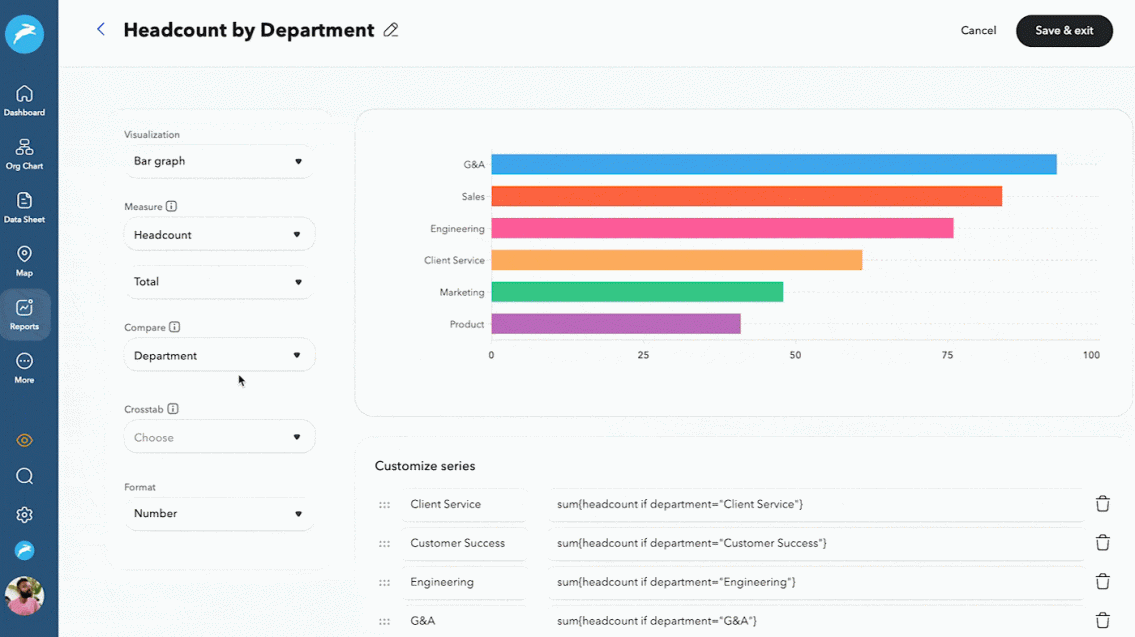 Headcount by Department
Cancel
Save & exit
Dashboard
Org Chart
Data Sheet
Map
Reports
More
Visualization
Bar graph
Measure
Headcount
Total
Compare
Department
Crosstab
Choose
Format
Number
G&A
Sales
Engineering
Client Service
Marketing
Product
0 25 50 75 100
Customize series
Client Service sum{headcount if department="Client Service"}
Customer Success sum{headcount if department="Customer Success"}
Engineering sum{headcount if department="Engineering"}
G&A sum{headcount if department="G&A"}